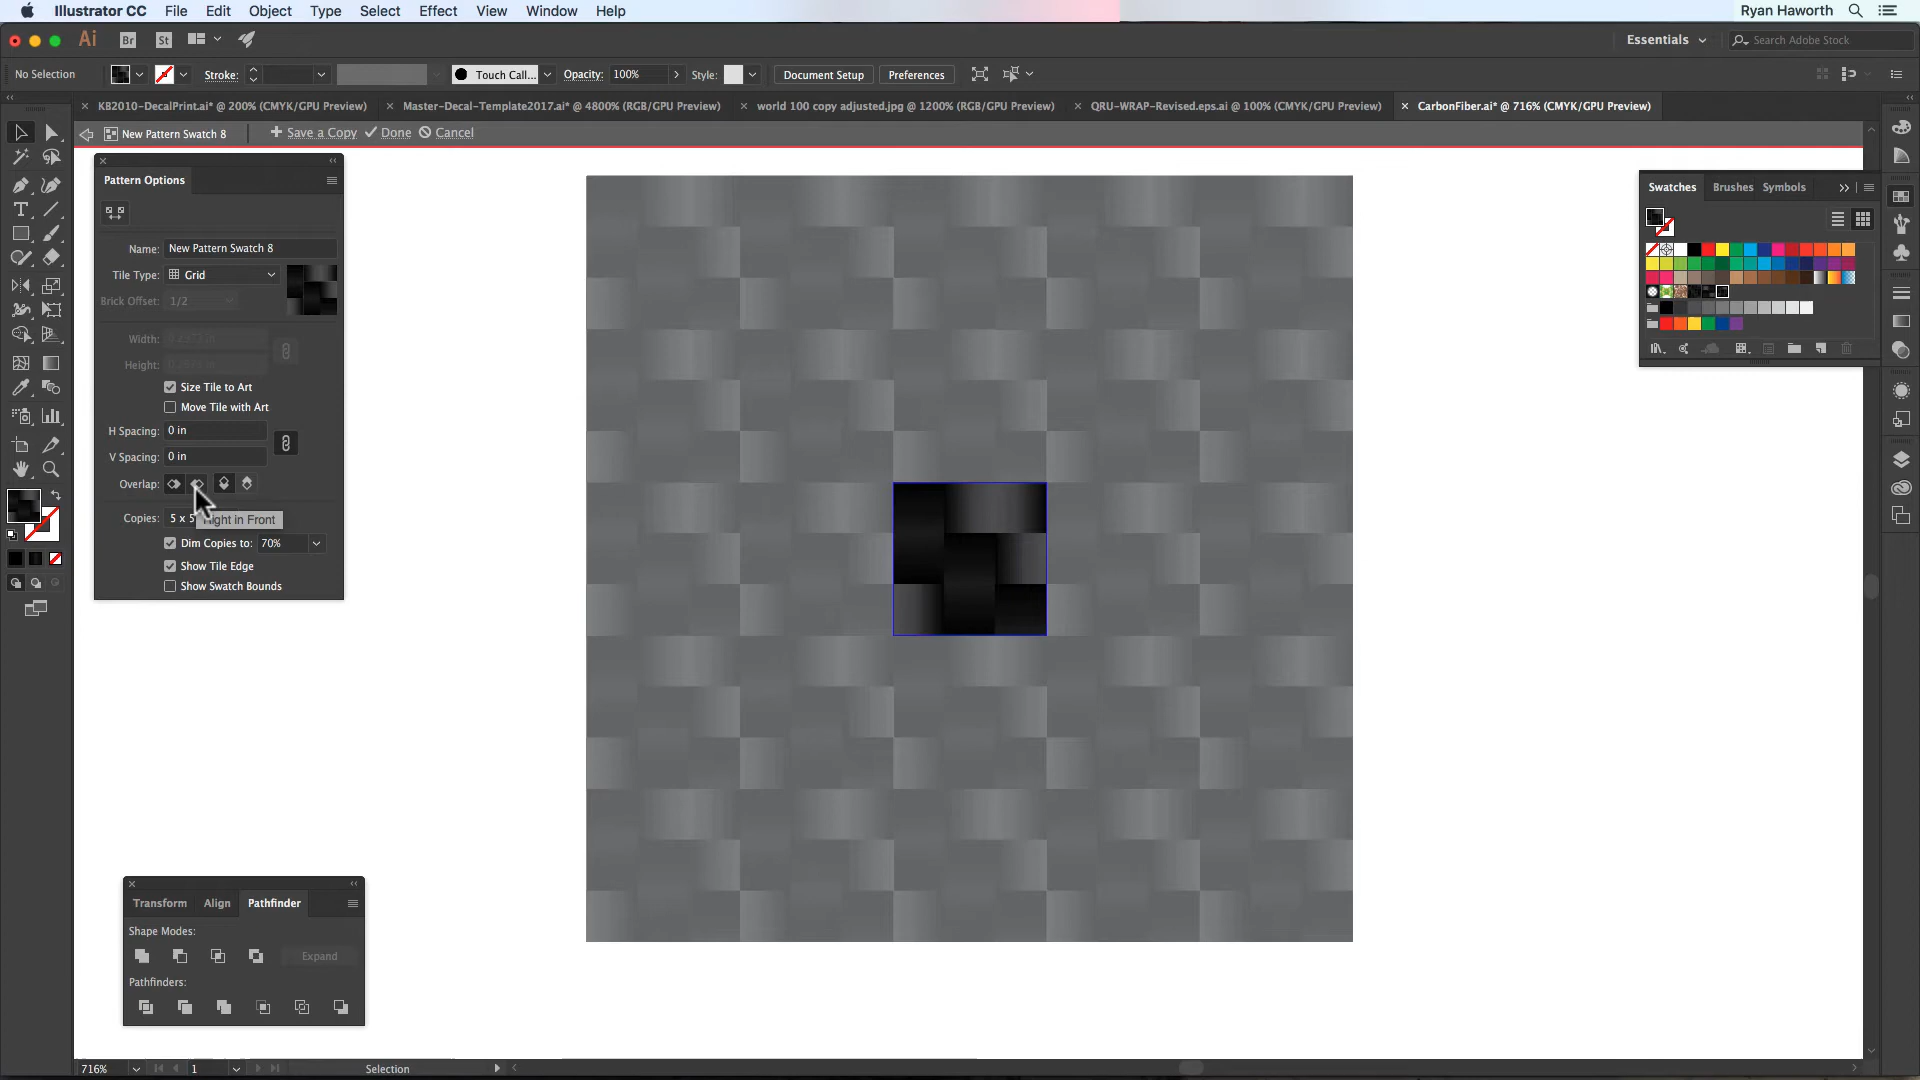 Illustrator CC File Edit Object Type Select Effect View Window Help Ryan Haworth
Ai Br St Essentials Search Adobe Stock
No Selection Stroke: Touch Call... Opacity: 100% Style: Document Setup Preferences
KB2010-DecalPrint.ai* @ 200% (CMYK/GPU Preview) Master-Decal-Template2017.ai* @ 4800% (RGB/GPU Preview) world 100 copy adjusted.jpg @ 1200% (RGB/GPU Preview) QRU-WRAP-Revised.eps.ai @ 100% (CMYK/GPU Preview) CarbonFiber.ai* @ 716% (CMYK/GPU Preview)
New Pattern Swatch 8 Save a Copy Done Cancel
Pattern Options
Name: New Pattern Swatch 8
Tile Type: Grid
Brick Offset: 1/2
Width:
Height:
Size Tile to Art
Move Tile with Art
H Spacing: 0 in
V Spacing: 0 in
Overlap:
Copies: 5 x 5
Right in Front
Dim Copies to: 70%
Show Tile Edge
Show Swatch Bounds
Swatches Brushes Symbols
Transform Align Pathfinder
Shape Modes:
Expand
Pathfinders:
716% 1 Selection